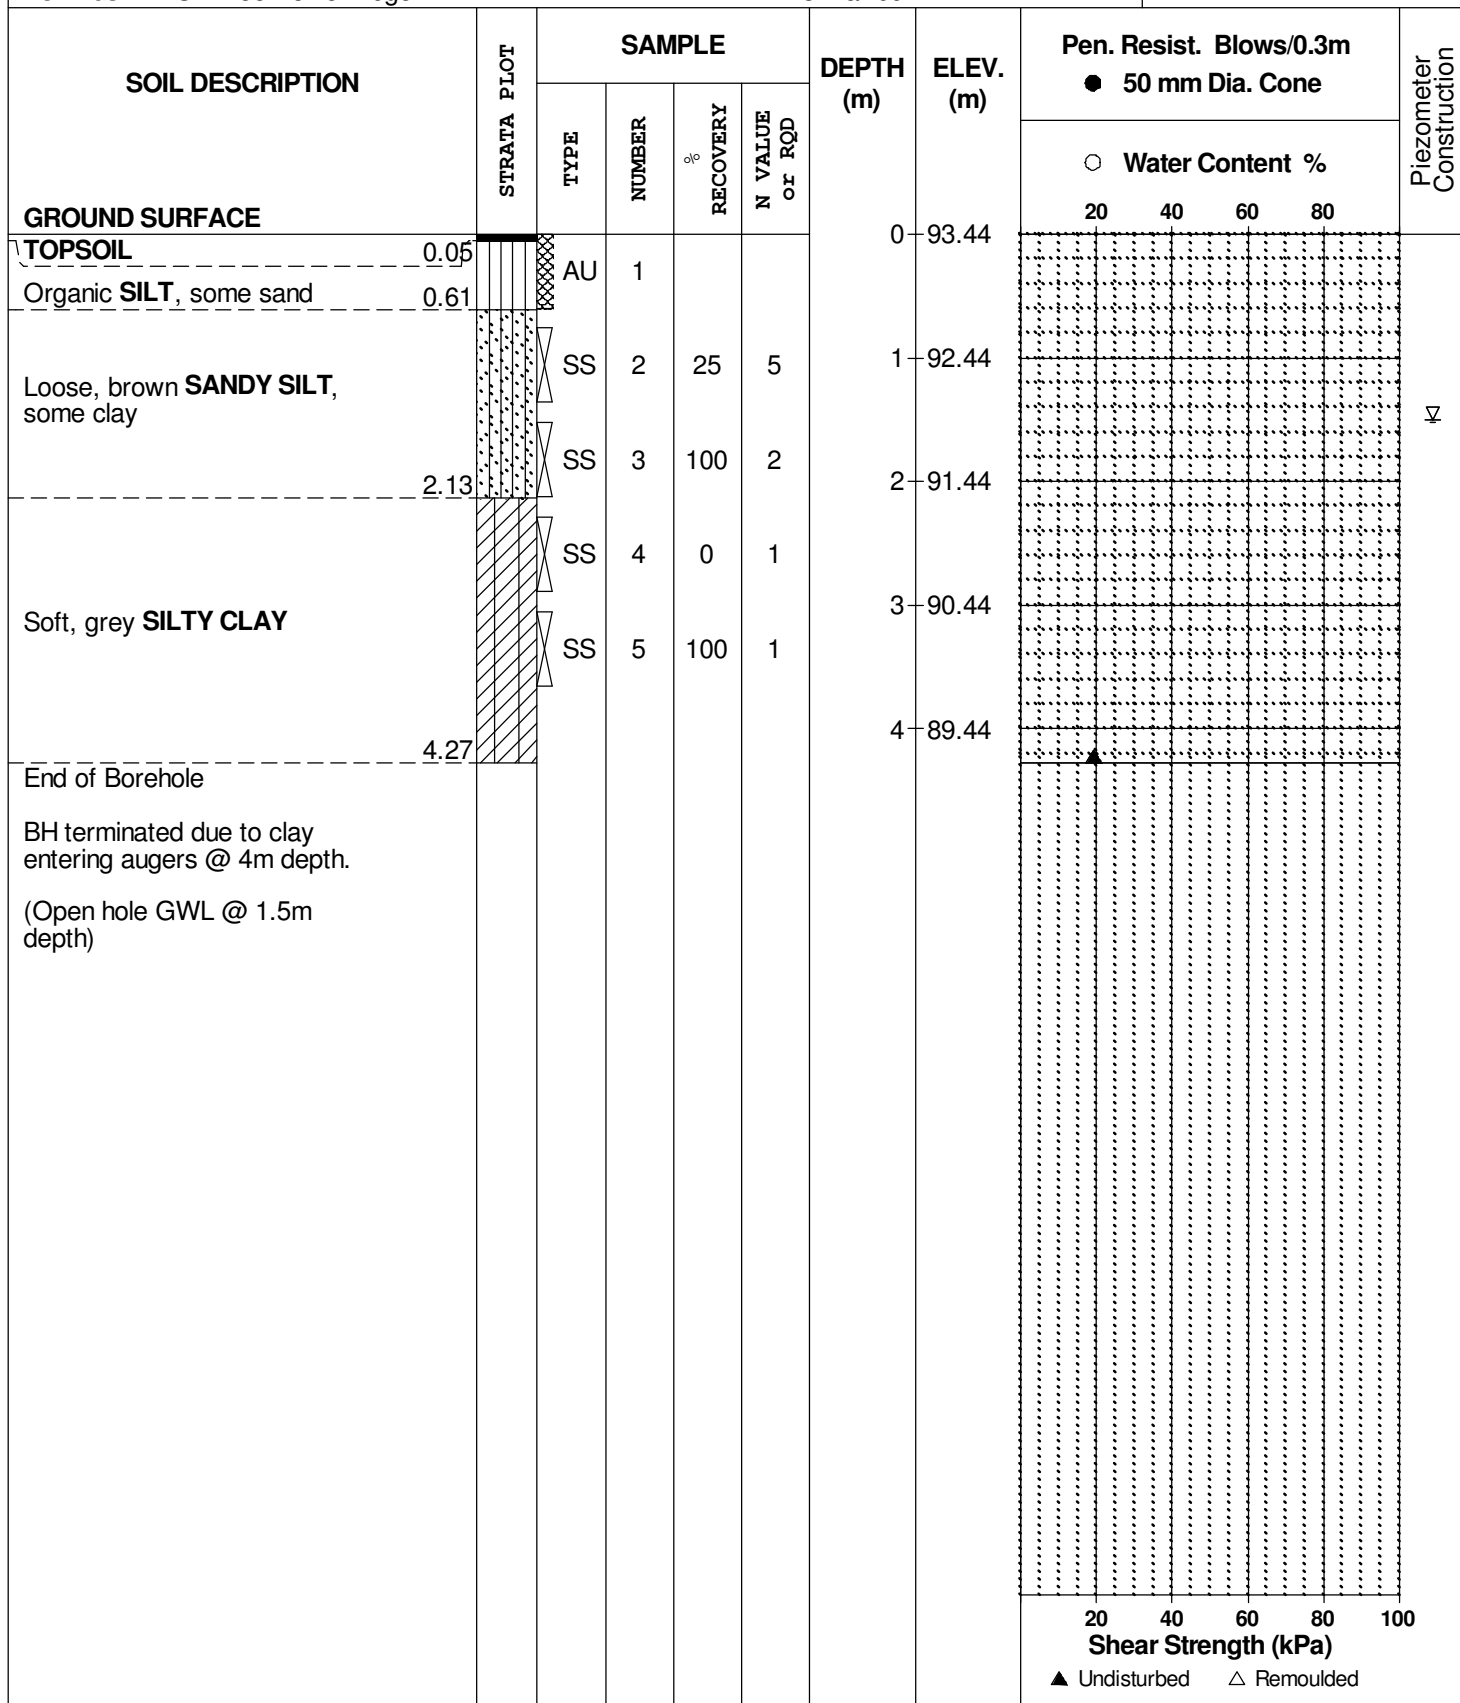 SOIL DESCRIPTION
GROUND SURFACE
STRATA PLOT
SAMPLE
TYPE
NUMBER
%
RECOVERY
N VALUE
or RQD
DEPTH
(m)
ELEV.
(m)
Pen. Resist. Blows/0.3m
● 50 mm Dia. Cone
○ Water Content %
20 40 60 80
Piezometer
Construction
0 93.44
TOPSOIL 0.05
AU 1
Organic SILT, some sand 0.61
SS 2 25 5
1 92.44
Loose, brown SANDY SILT,
some clay
SS 3 100 2
2 91.44
2.13
SS 4 0 1
3 90.44
Soft, grey SILTY CLAY
SS 5 100 1
4 89.44
4.27
End of Borehole
BH terminated due to clay
entering augers @ 4m depth.
(Open hole GWL @ 1.5m
depth)
20 40 60 80 100
Shear Strength (kPa)
▲ Undisturbed △ Remoulded